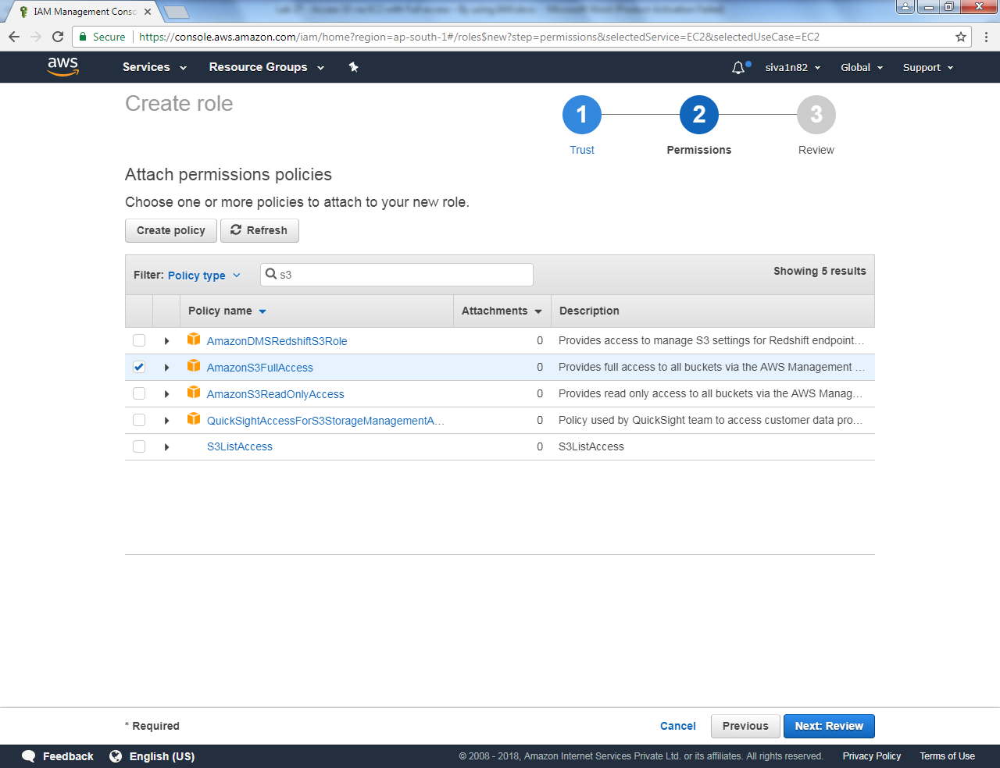 IAM Management Consc
Secure https://console.aws.amazon.com/iam/home?region=ap-south-1#/roles$new?step=permissions&selectedService=EC2&selectedUseCase=EC2
aws Services Resource Groups siva1n82 Global Support
Create role
1 2 3
Trust Permissions Review
Attach permissions policies
Choose one or more policies to attach to your new role.
Create policy Refresh
Filter: Policy type s3 Showing 5 results
Policy name Attachments Description
AmazonDMSRedshiftS3Role 0 Provides access to manage S3 settings for Redshift endpoint...
AmazonS3FullAccess 0 Provides full access to all buckets via the AWS Management ...
AmazonS3ReadOnlyAccess 0 Provides read only access to all buckets via the AWS Manag...
QuickSightAccessForS3StorageManagementA... 0 Policy used by QuickSight team to access customer data pro...
S3ListAccess 0 S3ListAccess
* Required Cancel Previous Next: Review
Feedback English (US) © 2008 - 2018, Amazon Internet Services Private Ltd. or its affiliates. All rights reserved. Privacy Policy Terms of Use